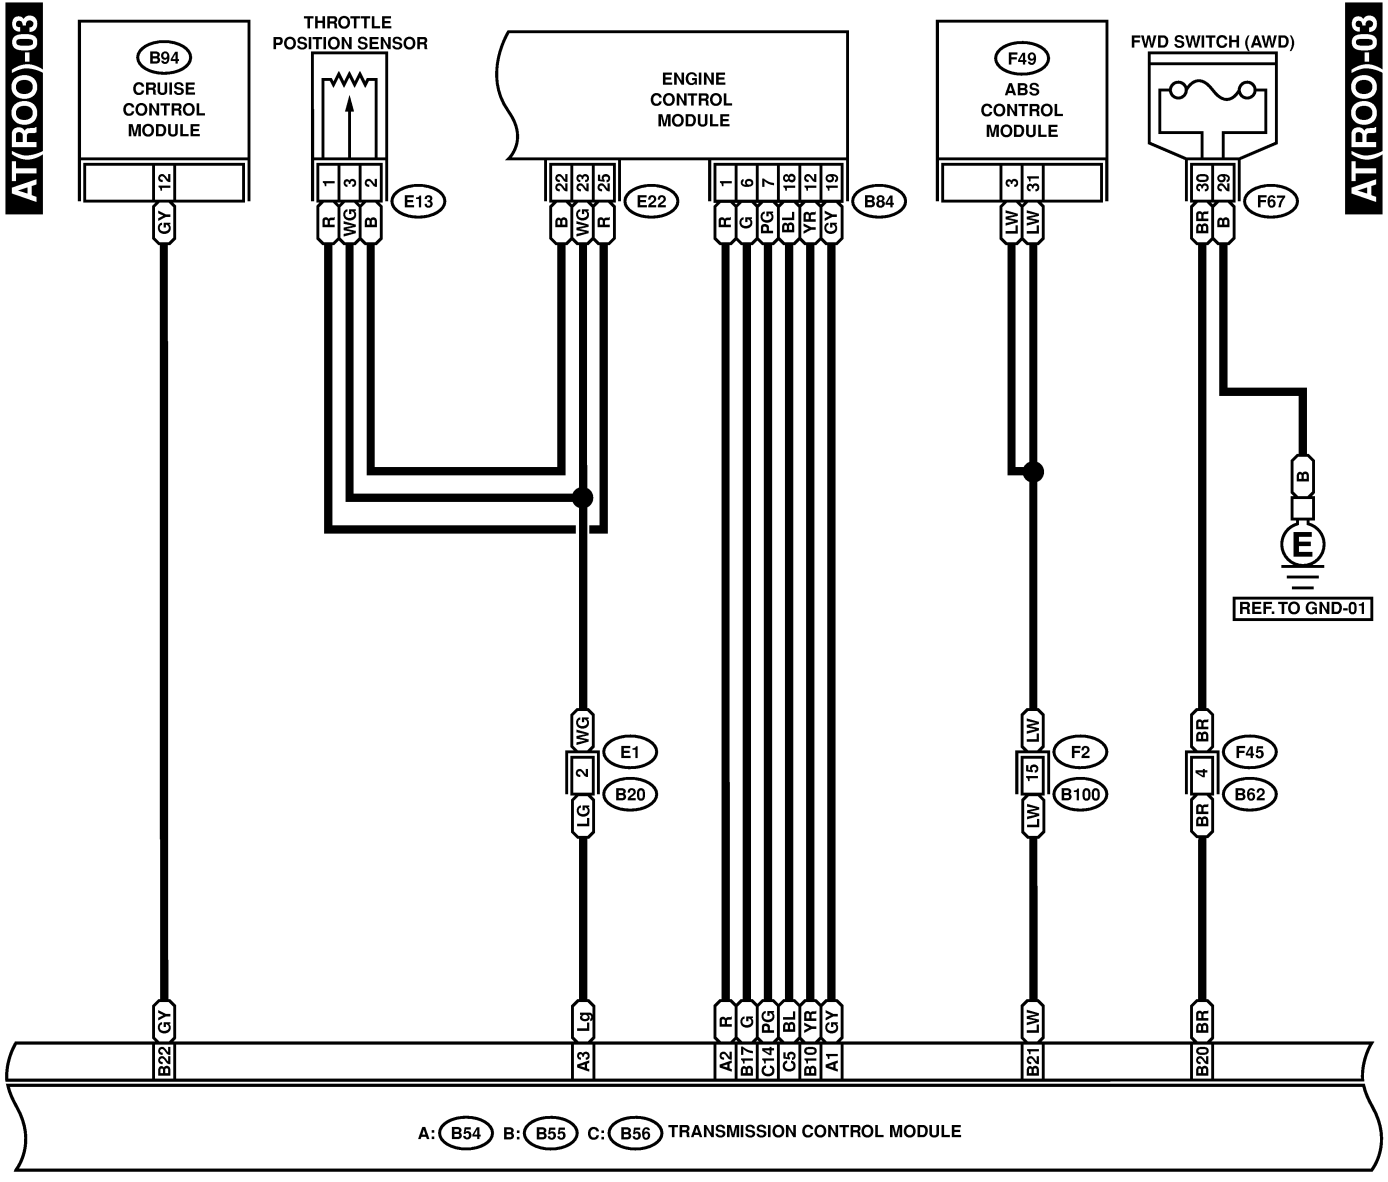 AT(ROO)-03
AT(ROO)-03
B94
CRUISE
CONTROL
MODULE
THROTTLE
POSITION SENSOR
ENGINE
CONTROL
MODULE
F49
ABS
CONTROL
MODULE
FWD SWITCH (AWD)
12
1 3 2
E13
22 23 25
E22
1 6 7 18 12 19
B84
3 31
30 29
F67
GY
R WG B
B WG R
R G PG BL YR GY
LW LW
BR B
B
E
REF. TO GND-01
WG
LW
BR
2
E1
B20
15
F2
B100
4
F45
B62
LG
LW
BR
GY
Lg
R G PG BL YR GY
LW
BR
B22
A3
A2 B17 C14 C5 B10 A1
B21
B20
A: B54 B: B55 C: B56 TRANSMISSION CONTROL MODULE